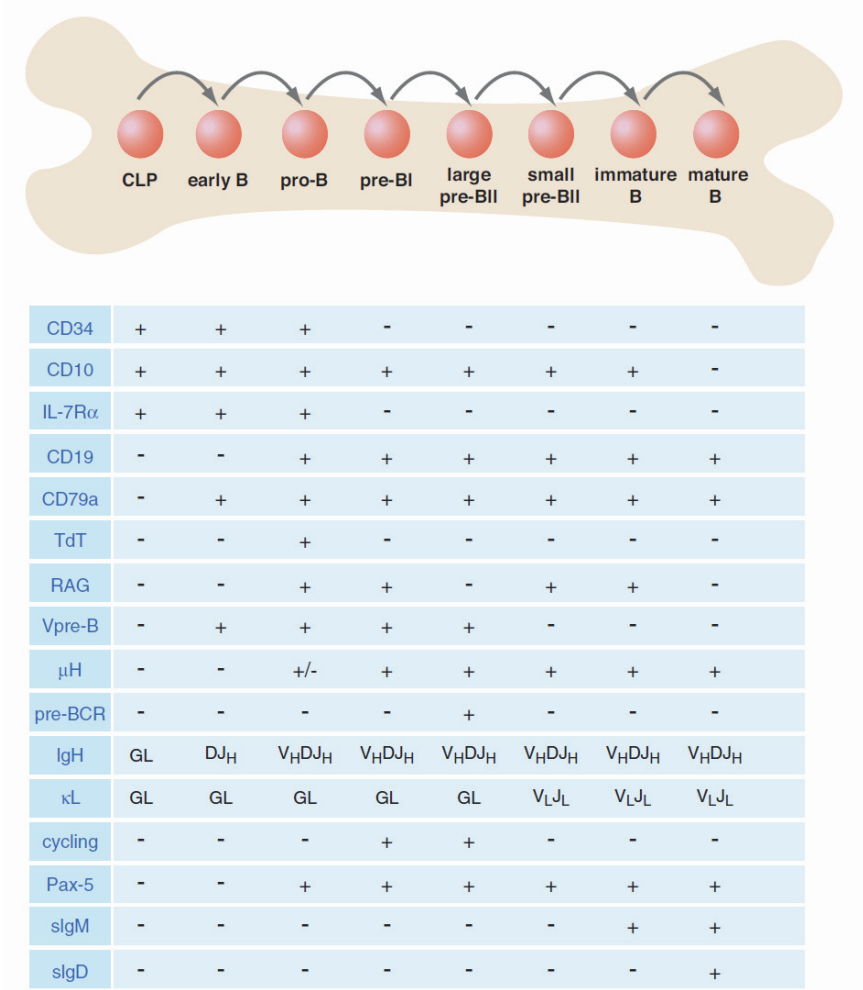 CLP early B pro-B pre-BI large pre-BII small pre-BII immature B mature B
CD34 + + + - - - - -
CD10 + + + + + + + -
IL-7Rα + + + - - - - -
CD19 - - + + + + + +
CD79a - + + + + + + +
TdT - - + - - - - -
RAG - - + + - + + -
Vpre-B - + + + + - - -
μH - - +/- + + + + +
pre-BCR - - - - + - - -
IgH GL DJH VHDJH VHDJH VHDJH VHDJH VHDJH VHDJH
κL GL GL GL GL GL VLJL VLJL VLJL
cycling - - - + + - - -
Pax-5 - - + + + + + +
sIgM - - - - - - + +
sIgD - - - - - - - +